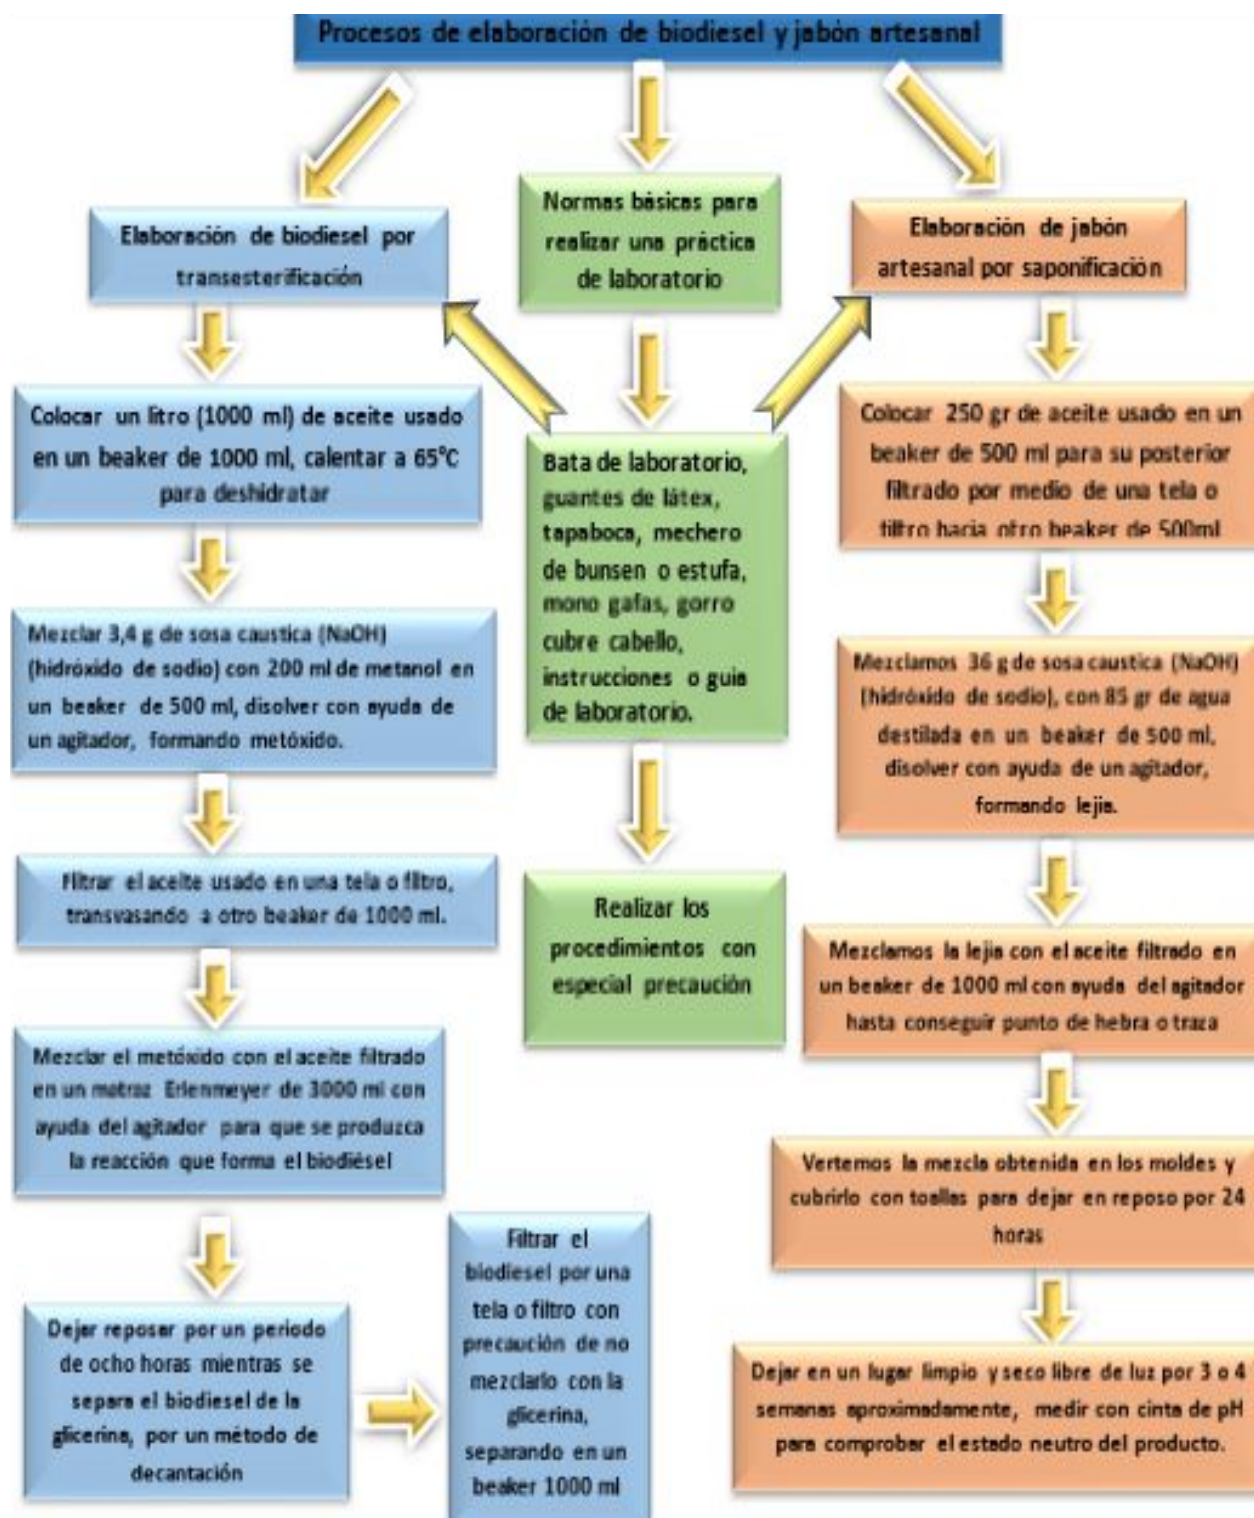 Procesos de elaboración de biodiesel y jabón artesanal
Elaboración de biodiesel por
transesterificación
Colocar un litro (1000 ml) de aceite usado
en un beaker de 1000 ml, calentar a 65°C
para deshidratar
Mezclar 3,4 g de sosa caustica (NaOH)
(hidróxido de sodio) con 200 ml de metanol en
un beaker de 500 ml, disolver con ayuda de
un agitador, formando metóxido.
Filtrar el aceite usado en una tela o filtro,
transvasando a otro beaker de 1000 ml.
Mezclar el metóxido con el aceite filtrado
en un matraz Erlenmeyer de 3000 ml con
ayuda del agitador para que se produzca
la reacción que forma el biodiésel
Dejar reposar por un periodo
de ocho horas mientras se
separa el biodiesel de la
glicerina, por un método de
decantación
Filtrar el
biodiesel por una
tela o filtro con
precaución de no
mezclarlo con la
glicerina,
separando en un
beaker 1000 ml
Normas básicas para
realizar una práctica
de laboratorio
Bata de laboratorio,
guantes de látex,
tapaboca, mechero
de bunsen o estufa,
mono gafas, gorro
cubre cabello,
instrucciones o guia
de laboratorio.
Realizar los
procedimientos con
especial precaución
Elaboración de jabón
artesanal por saponificación
Colocar 250 gr de aceite usado en un
beaker de 500 ml para su posterior
filtrado por medio de una tela o
filtro hacia otro beaker de 500ml
Mezclamos 36 g de sosa caustica (NaOH)
(hidróxido de sodio), con 85 gr de agua
destilada en un beaker de 500 ml,
disolver con ayuda de un agitador,
formando lejia.
Mezclamos la lejia con el aceite filtrado en
un beaker de 1000 ml con ayuda del agitador
hasta conseguir punto de hebra o traza
Vertemos la mezcla obtenida en los moldes y
cubrirlo con toallas para dejar en reposo por 24
horas
Dejar en un lugar limpio y seco libre de luz por 3 o 4
semanas aproximadamente, medir con cinta de pH
para comprobar el estado neutro del producto.